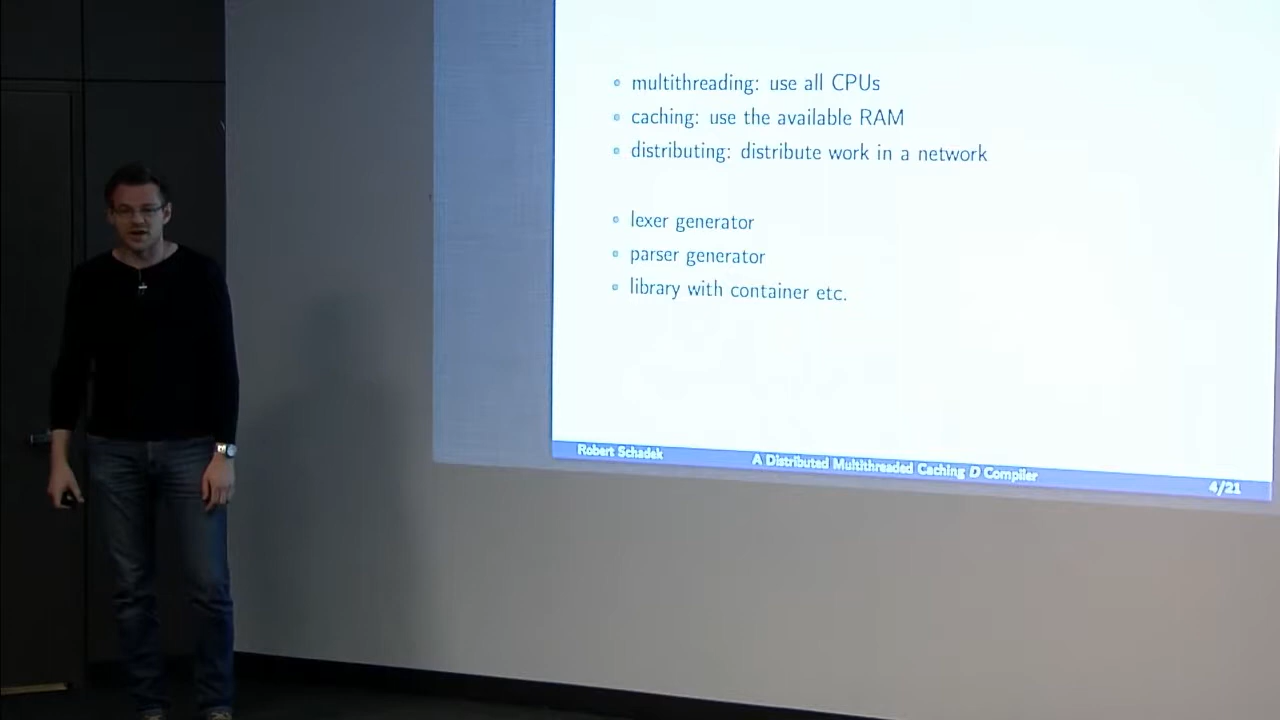 multithreading: use all CPUs
caching: use the available RAM
distributing: distribute work in a network
lexer generator
parser generator
library with container etc.
Robert Schadek
A Distributed Multithreaded Caching D Compiler
4/21